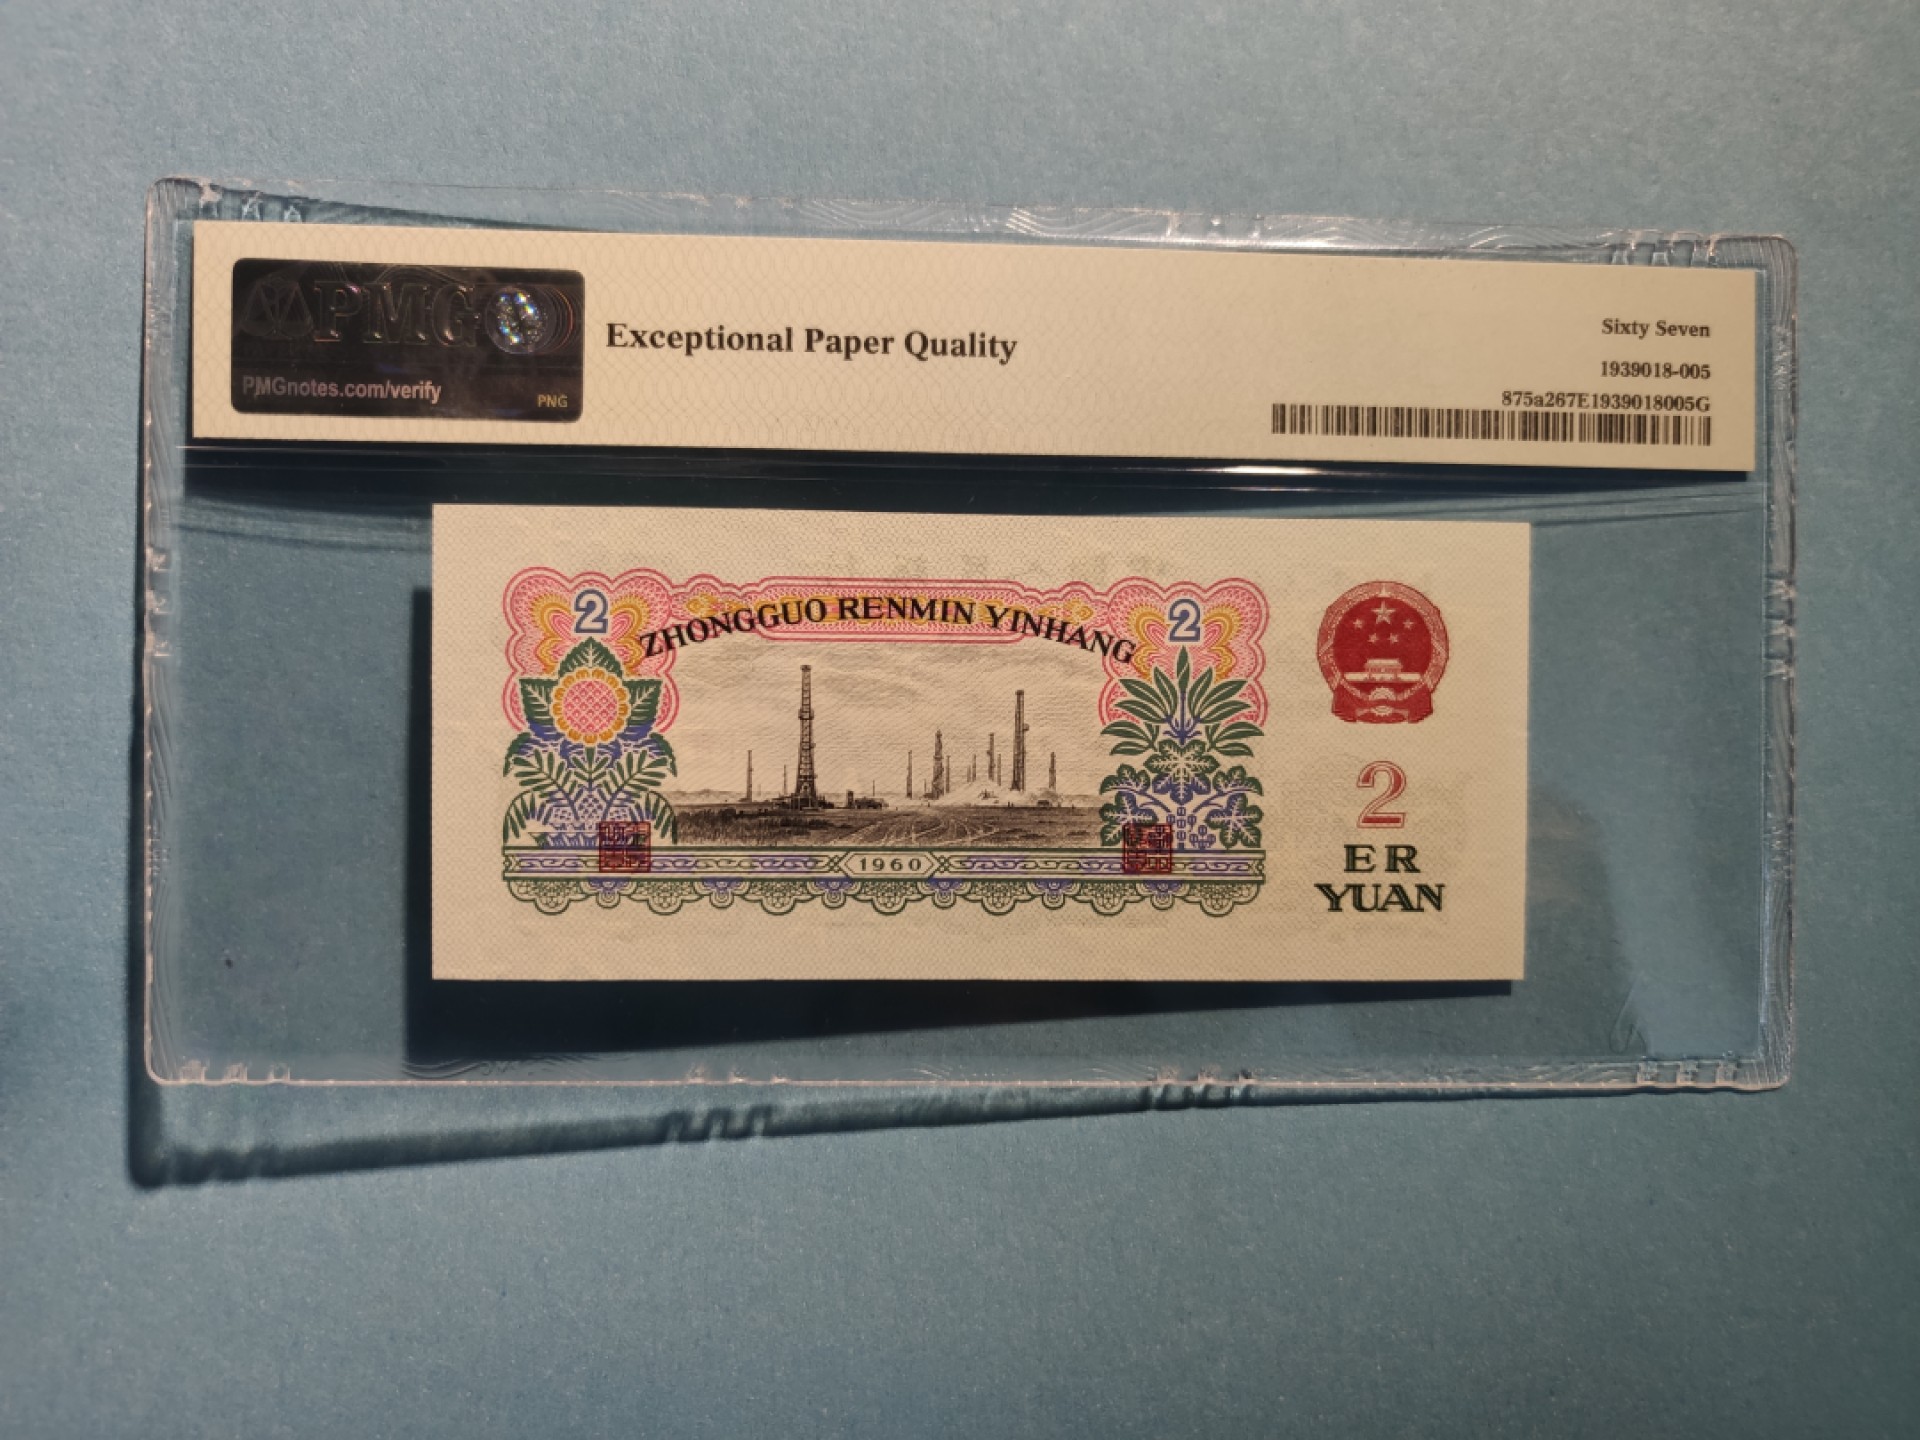 PMG
PMGnotes.com/verify
PNG
Exceptional Paper Quality
Sixty Seven
1939018-005
875a267E1939018005G
2
2
ZHONGGUO RENMIN YINHANG
1960
2
ER
YUAN